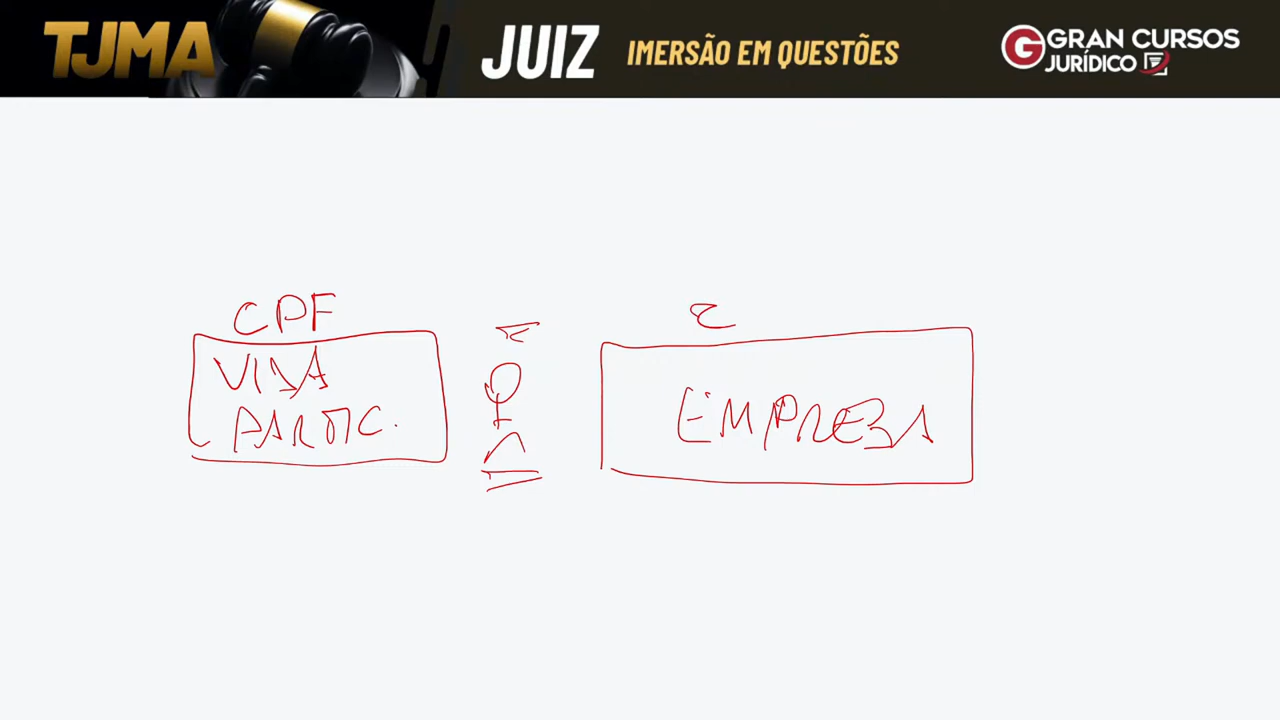 TJMA
JUIZ
IMERSÃO EM QUESTÕES
GRAN CURSOS
JURÍDICO
CPF
VIDA
PARTIC.
EMPRESA